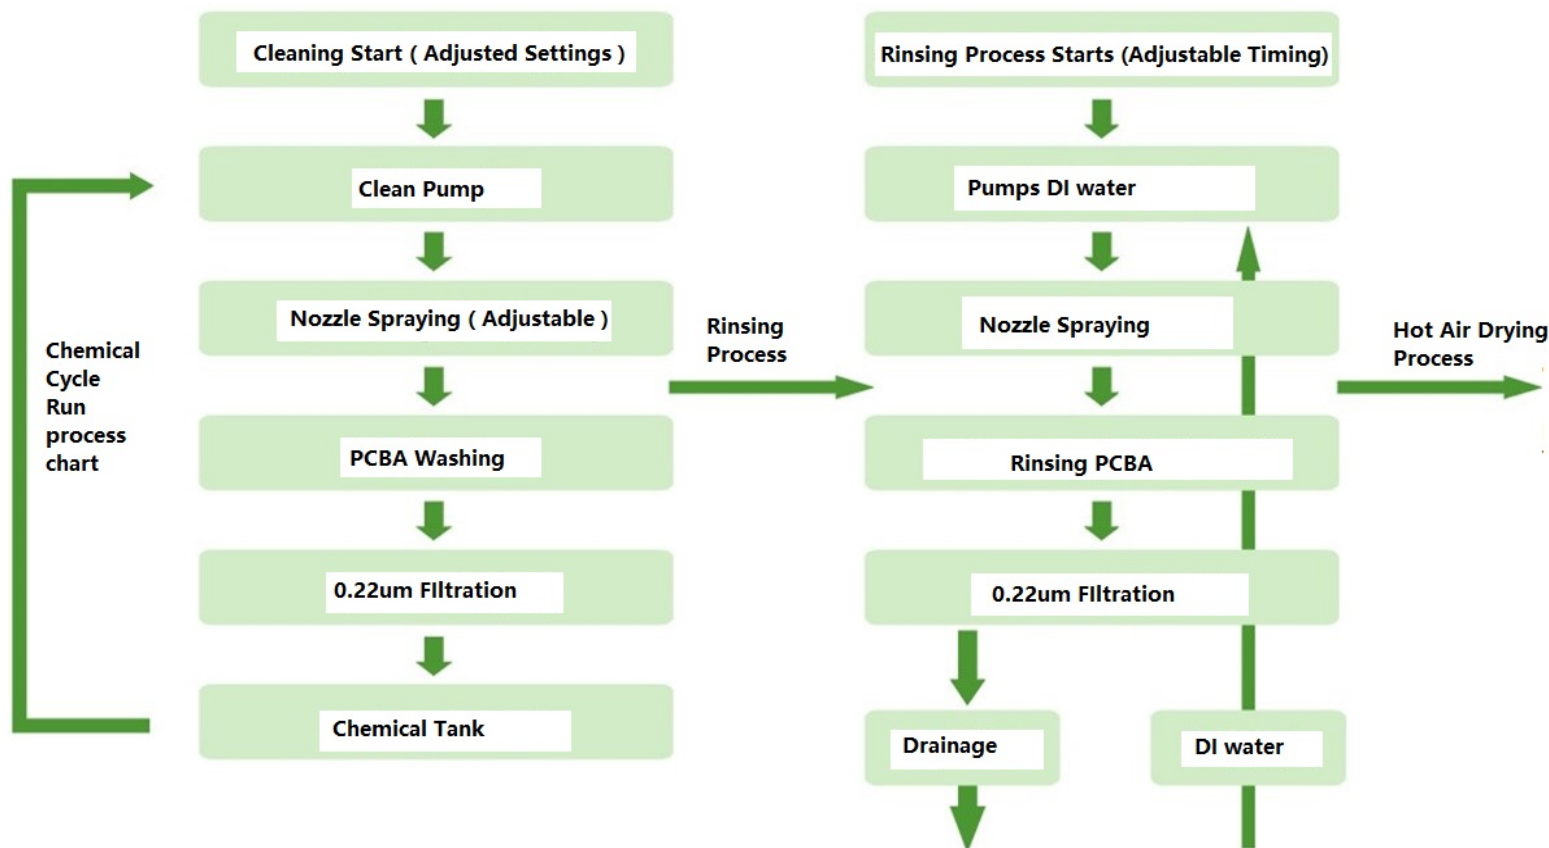 Cleaning Start ( Adjusted Settings )
Clean Pump
Nozzle Spraying ( Adjustable )
PCBA Washing
0.22um FIltration
Chemical Tank
Chemical
Cycle
Run
process
chart
Rinsing
Process
Rinsing Process Starts (Adjustable Timing)
Pumps DI water
Nozzle Spraying
Rinsing PCBA
0.22um FIltration
Drainage
DI water
Hot Air Drying
Process